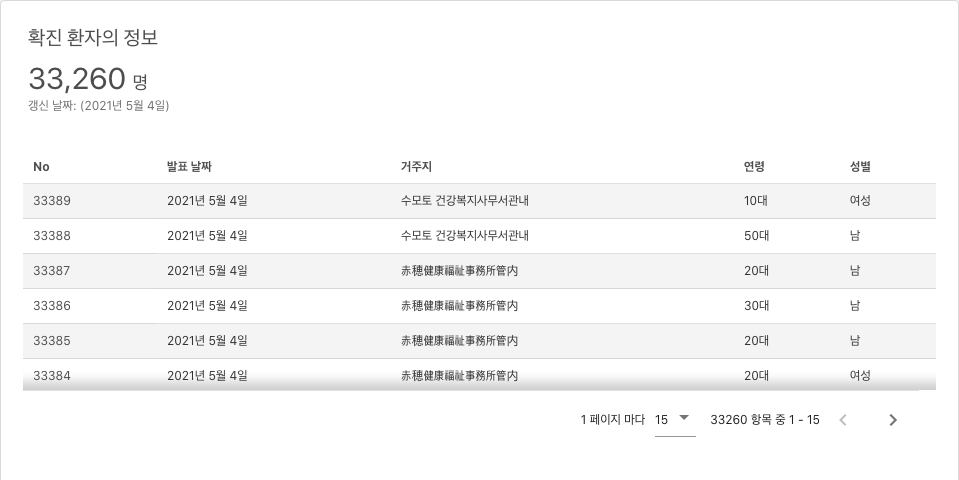 확진 환자의 정보
33,260 명
갱신 날짜: (2021년 5월 4일)
No 발표 날짜 거주지 연령 성별
33389 2021년 5월 4일 수모토 건강복지사무서관내 10대 여성
33388 2021년 5월 4일 수모토 건강복지사무서관내 50대 남
33387 2021년 5월 4일 赤穂健康福祉事務所管内 20대 남
33386 2021년 5월 4일 赤穂健康福祉事務所管内 30대 남
33385 2021년 5월 4일 赤穂健康福祉事務所管内 20대 남
33384 2021년 5월 4일 赤穂健康福祉事務所管内 20대 여성
1 페이지 마다 15 33260 항목 중 1 - 15